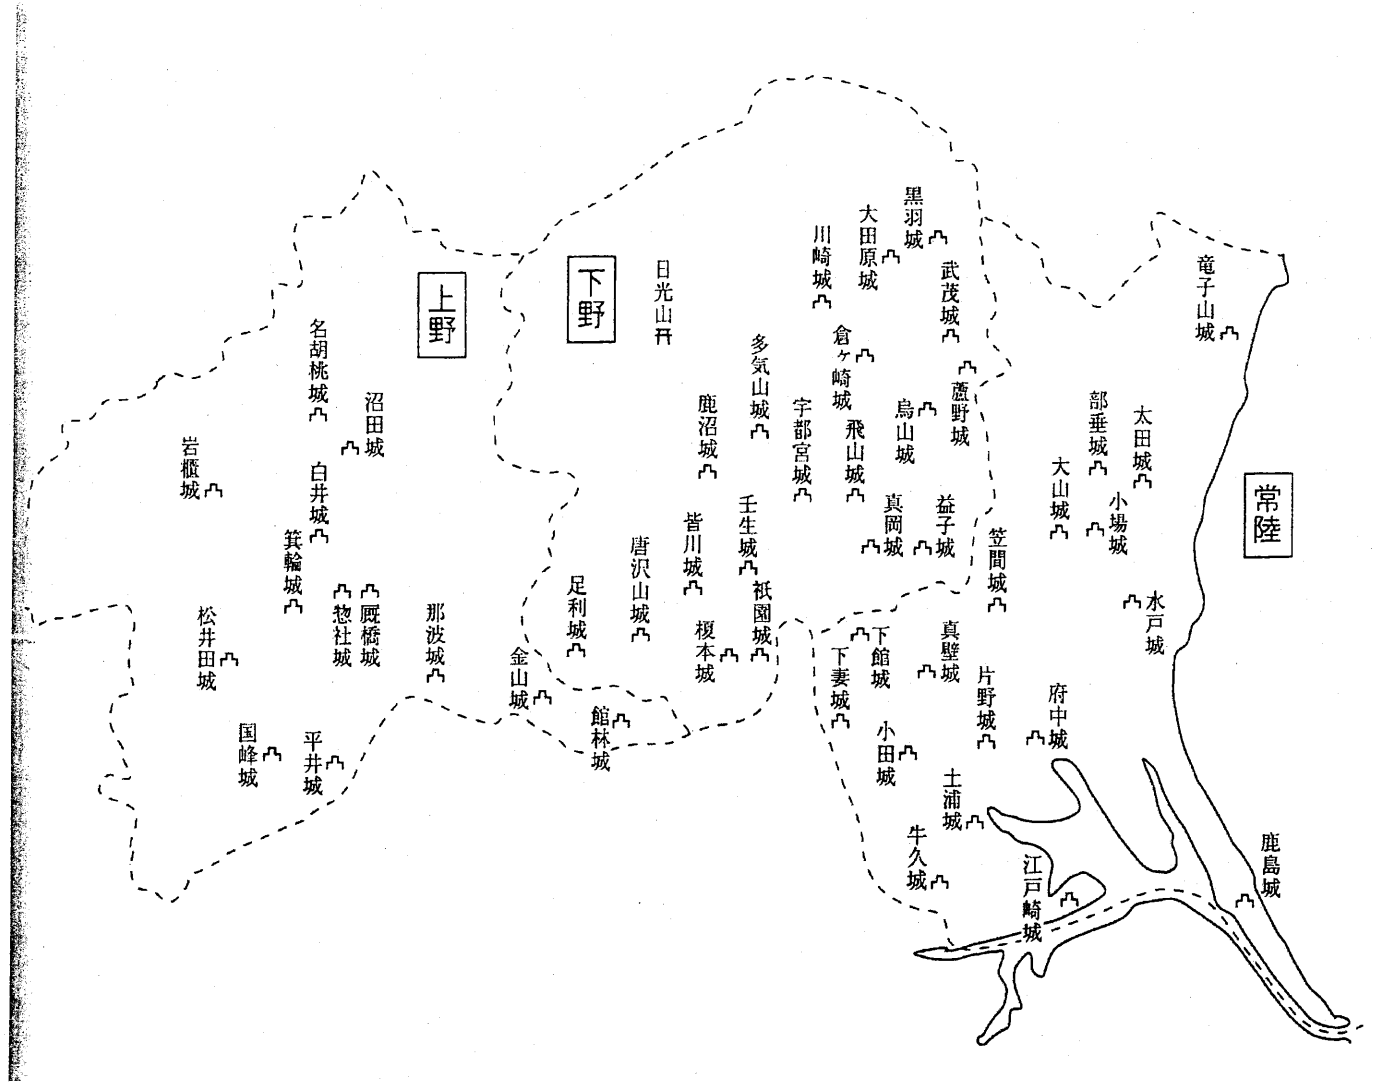 上野
名胡桃城
沼田城
岩櫃城
白井城
箕輪城
惣社城
厩橋城
松井田城
那波城
国峰城
平井城
金山城
館林城
下野
日光山
黒羽城
大田原城
川崎城
武茂城
倉ヶ崎城
多気山城
蘆野城
烏山城
鹿沼城
宇都宮城
飛山城
真岡城
益子城
壬生城
皆川城
唐沢山城
足利城
祇園城
榎本城
常陸
竜子山城
部垂城
太田城
大山城
小場城
笠間城
水戸城
下館城
真壁城
下妻城
片野城
府中城
小田城
土浦城
牛久城
江戸崎城
鹿島城